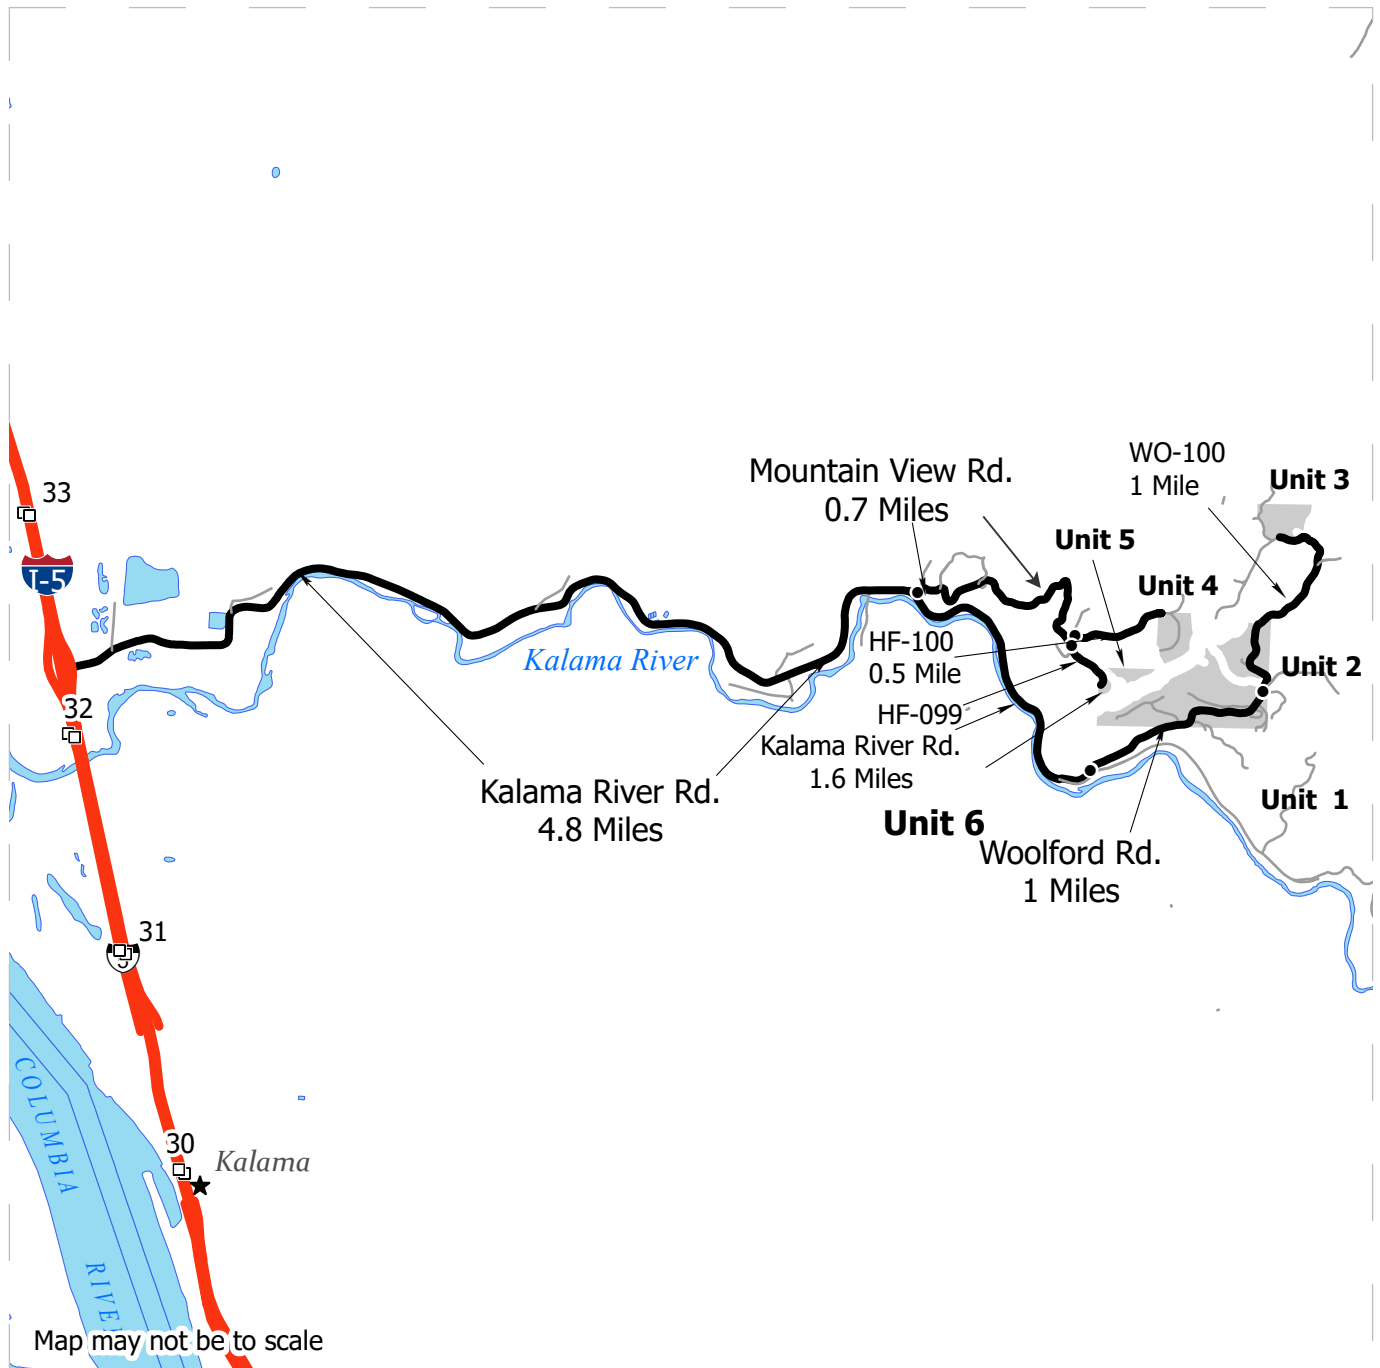 WO-100
1 Mile
Mountain View Rd.
0.7 Miles
Unit 3
33
Unit 5
I-5
Unit 4
HF-100
0.5 Mile
Kalama River
Unit 2
32
HF-099
Kalama River Rd.
1.6 Miles
Kalama River Rd.
4.8 Miles
Unit 1
Unit 6
Woolford Rd.
1 Miles
31
5
COLUMBIA
30
Kalama
RIVER
Map may not be to scale